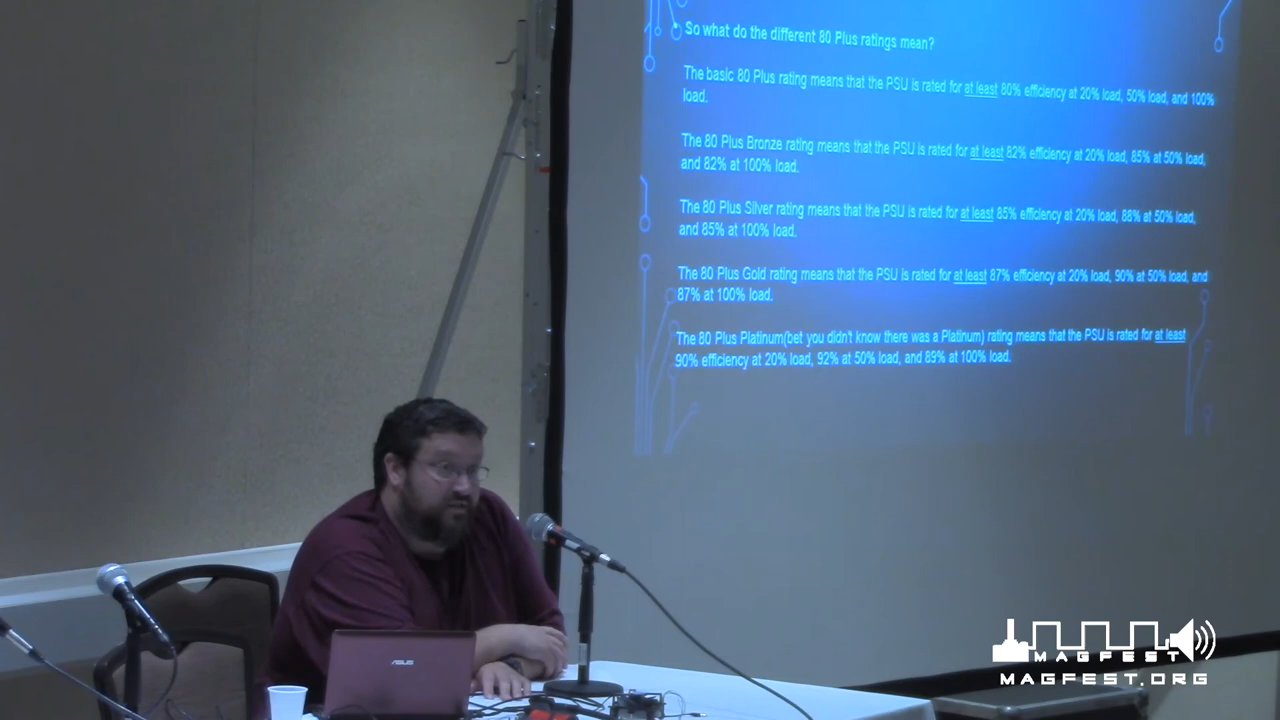 So what do the different 80 Plus ratings mean?
The basic 80 Plus rating means that the PSU is rated for at least 80% efficiency at 20% load, 50% load, and 100%
load.
The 80 Plus Bronze rating means that the PSU is rated for at least 82% efficiency at 20% load, 85% at 50% load,
and 82% at 100% load.
The 80 Plus Silver rating means that the PSU is rated for at least 85% efficiency at 20% load, 88% at 50% load,
and 85% at 100% load.
The 80 Plus Gold rating means that the PSU is rated for at least 87% efficiency at 20% load, 90% at 50% load, and
87% at 100% load.
The 80 Plus Platinum(bet you didn't know there was a Platinum) rating means that the PSU is rated for at least
90% efficiency at 20% load, 92% at 50% load, and 89% at 100% load.
ASUS
MAGFEST
MAGFEST.ORG